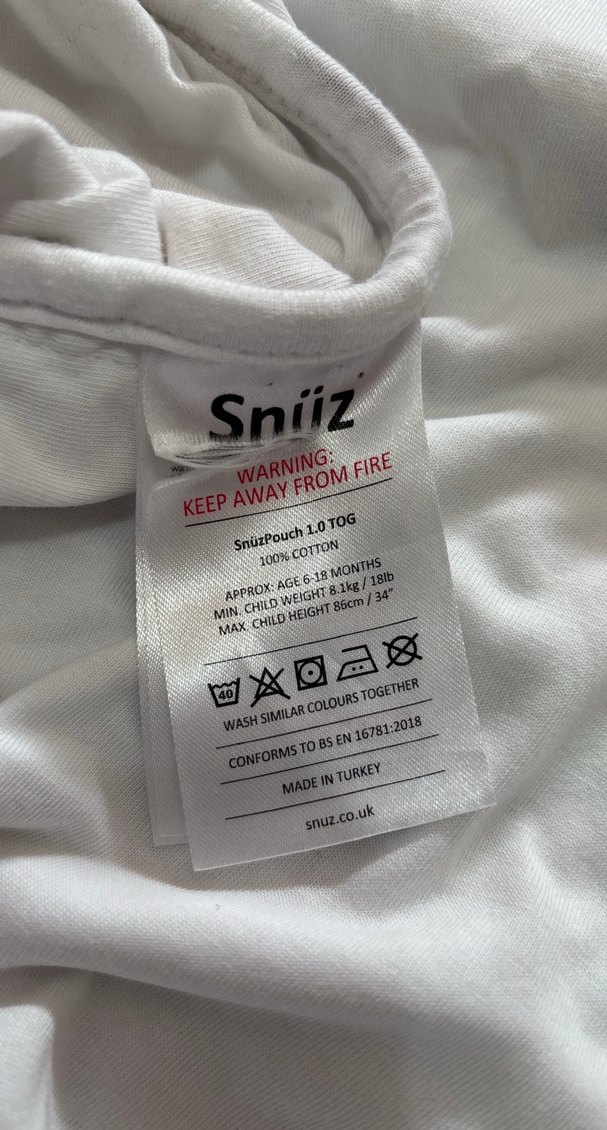 Snüz
WARNING:
KEEP AWAY FROM FIRE
SnüzPouch 1.0 TOG
100% COTTON
APPROX: AGE 6-18 MONTHS
MIN. CHILD WEIGHT 8.1kg / 18lb
MAX. CHILD HEIGHT 86cm / 34"
40
WASH SIMILAR COLOURS TOGETHER
CONFORMS TO BS EN 16781:2018
MADE IN TURKEY
snuz.co.uk